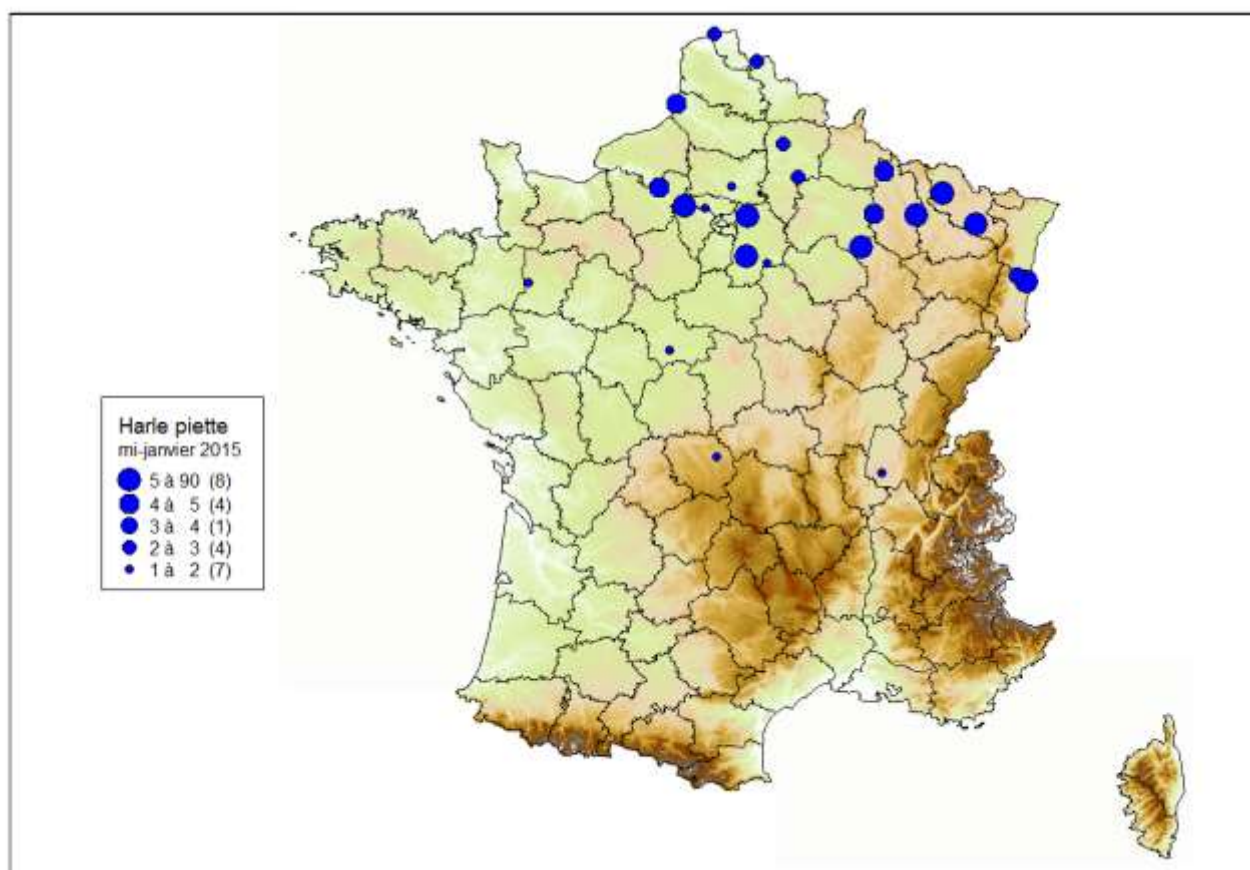 Harle piette
mi-janvier 2015
5 à 90 (8)
4 à 5 (4)
3 à 4 (1)
2 à 3 (4)
1 à 2 (7)